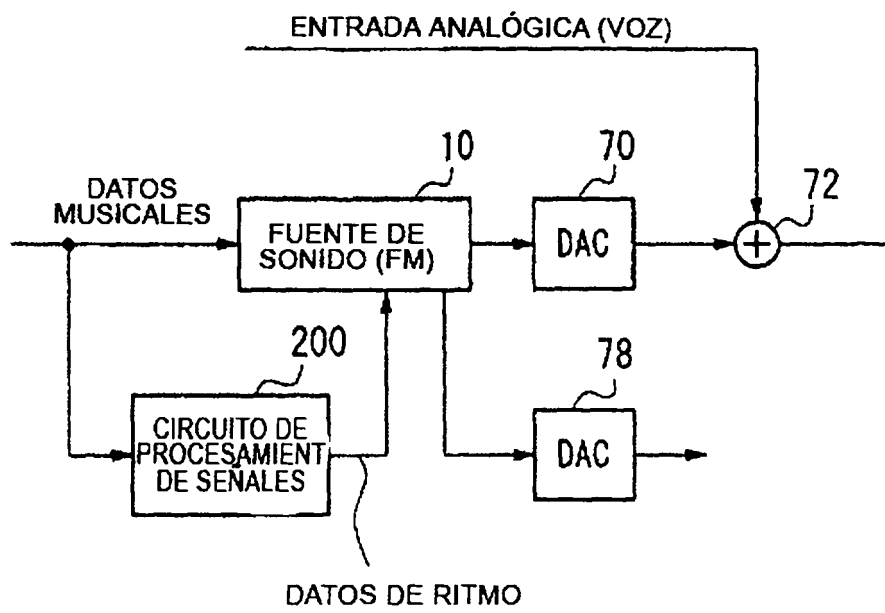 ENTRADA ANALÓGICA (VOZ)
10
70
72
DATOS
MUSICALES
FUENTE DE
SONIDO (FM)
DAC
200
78
CIRCUITO DE
PROCESAMIENT
DE SEÑALES
DAC
DATOS DE RITMO